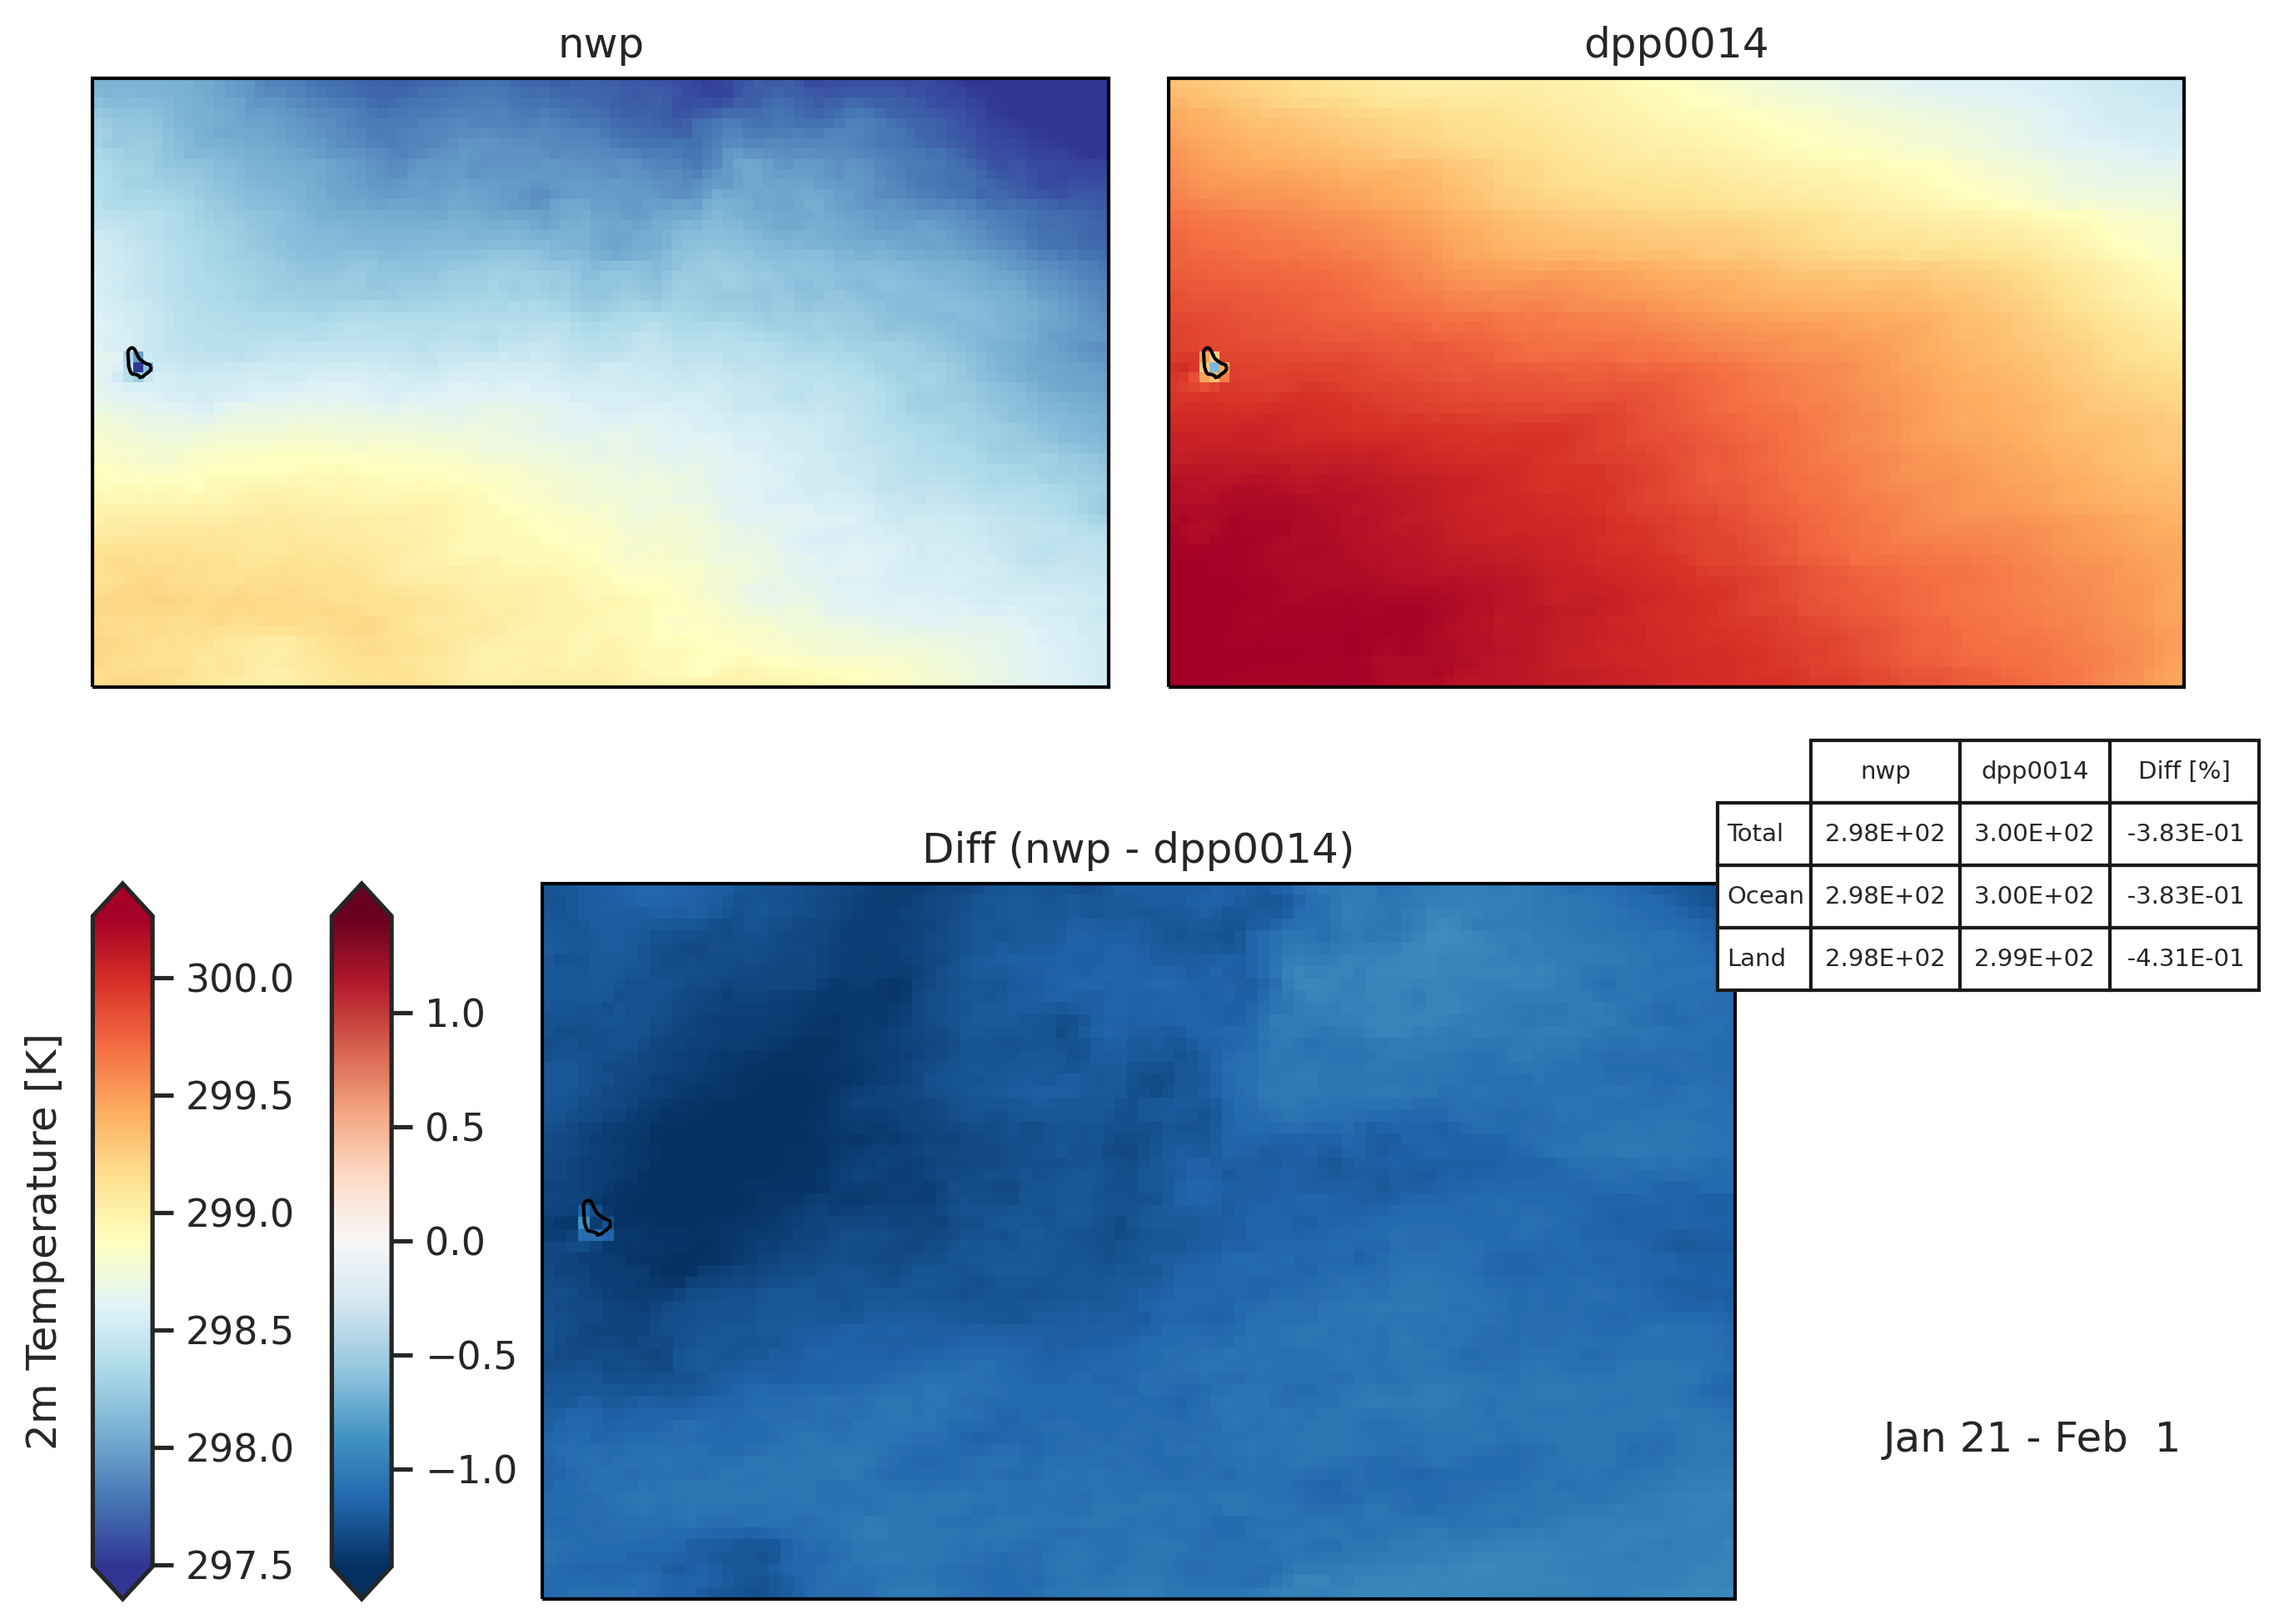 nwp
dpp0014
nwp dpp0014 Diff [%]
Total 2.98E+02 3.00E+02 -3.83E-01
Ocean 2.98E+02 3.00E+02 -3.83E-01
Land 2.98E+02 2.99E+02 -4.31E-01
Diff (nwp - dpp0014)
2m Temperature [K]
300.0
299.5
299.0
298.5
298.0
297.5
1.0
0.5
0.0
−0.5
−1.0
Jan 21 - Feb  1